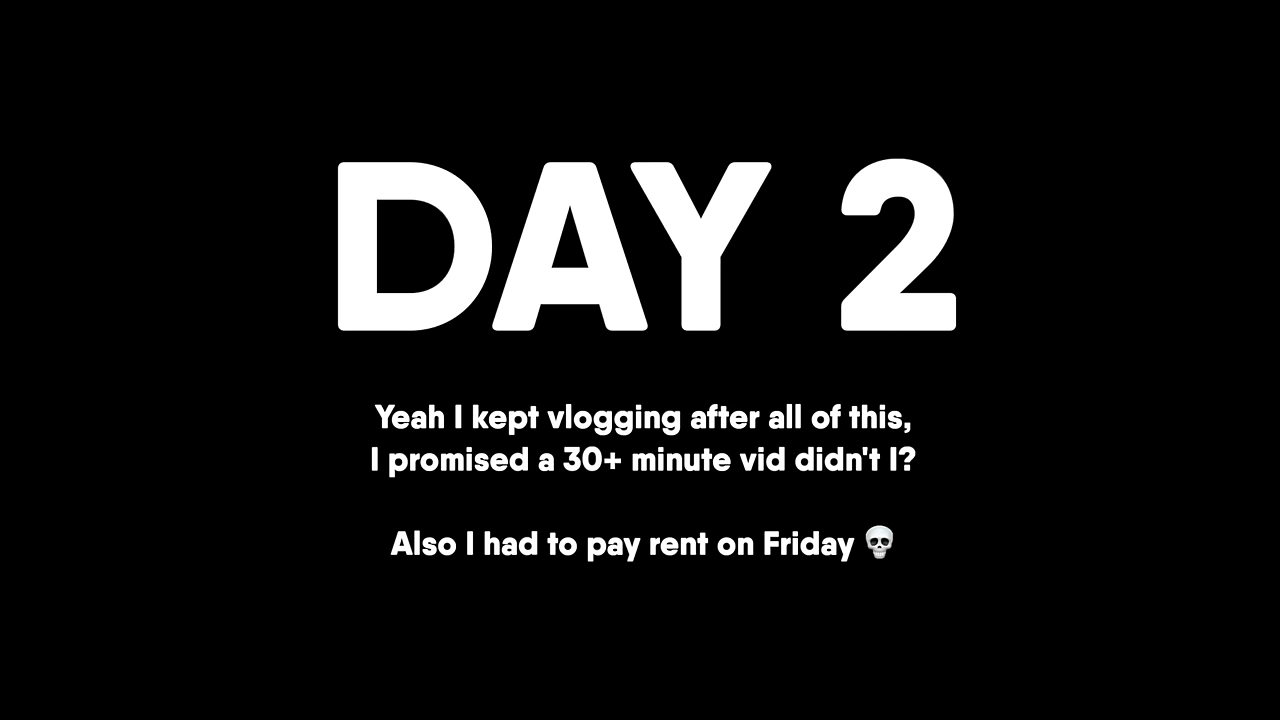 DAY 2
Yeah I kept vlogging after all of this,
I promised a 30+ minute vid didn't I?
Also I had to pay rent on Friday 💀